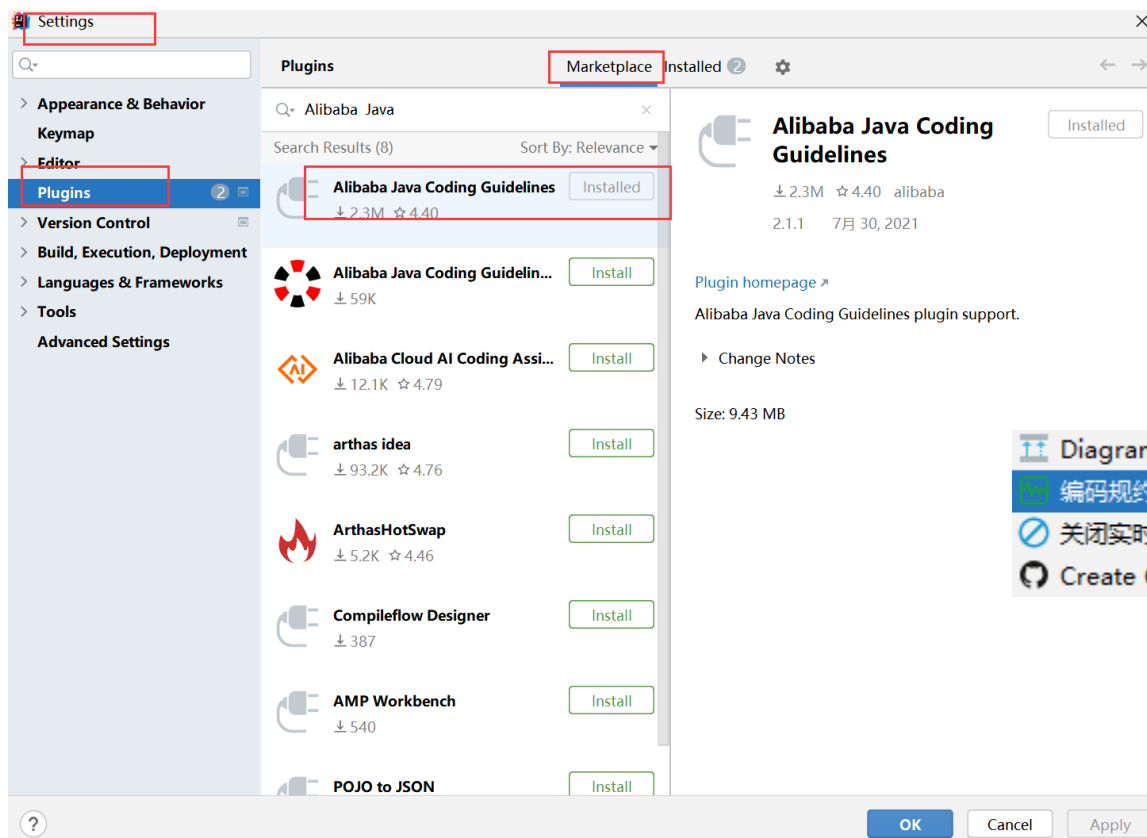 Settings
Appearance & Behavior
Keymap
Editor
Plugins 2
Version Control
Build, Execution, Deployment
Languages & Frameworks
Tools
Advanced Settings
Plugins Marketplace Installed 2
Alibaba Java
Search Results (8) Sort By: Relevance
Alibaba Java Coding Guidelines Installed
2.3M 4.40
Alibaba Java Coding Guidelin... Install
59K
Alibaba Cloud AI Coding Assi... Install
12.1K 4.79
arthas idea Install
93.2K 4.76
ArthasHotSwap Install
5.2K 4.46
Compileflow Designer Install
387
AMP Workbench Install
540
POJO to JSON Install
Alibaba Java Coding Installed
Guidelines
2.3M 4.40 alibaba
2.1.1 7月 30, 2021
Plugin homepage
Alibaba Java Coding Guidelines plugin support.
Change Notes
Size: 9.43 MB
编码规约
关闭实时
Create
? OK Cancel Apply